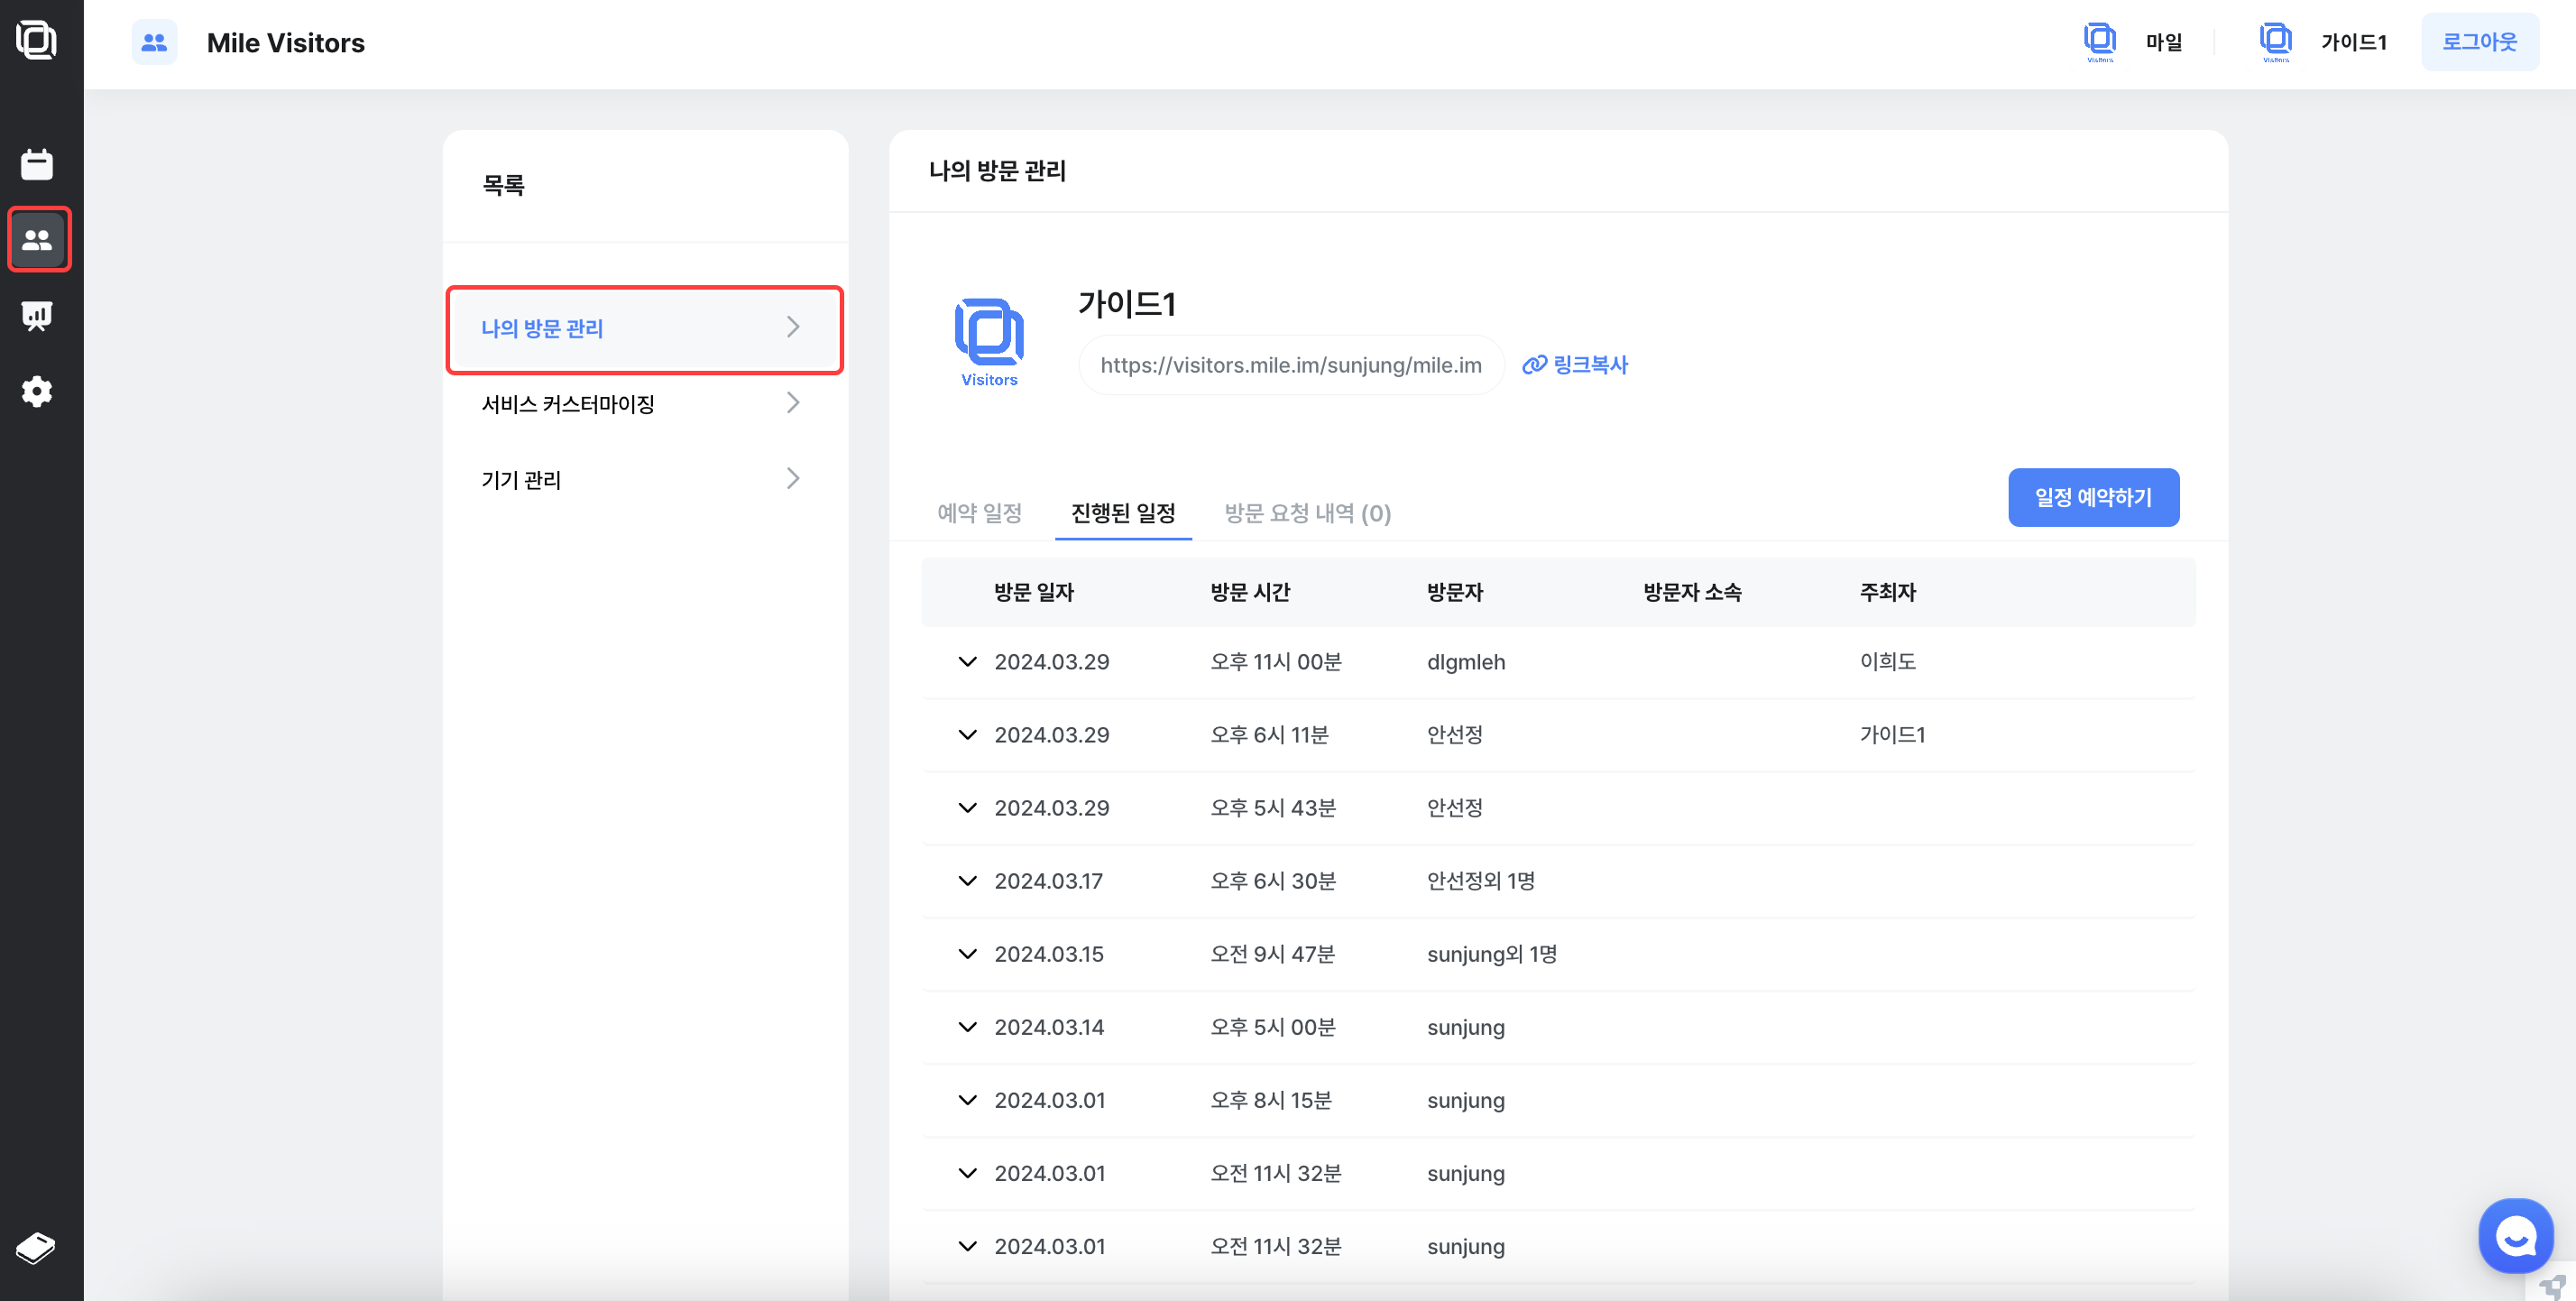 Mile Visitors
Visitors
마일
Visitors
가이드1
로그아웃
목록
나의 방문 관리
서비스 커스터마이징
기기 관리
나의 방문 관리
Visitors
가이드1
https://visitors.mile.im/sunjung/mile.im
링크복사
예약 일정
진행된 일정
방문 요청 내역 (0)
일정 예약하기
방문 일자 방문 시간 방문자 방문자 소속 주최자
2024.03.29 오후 11시 00분 dlgmleh 이희도
2024.03.29 오후 6시 11분 안선정 가이드1
2024.03.29 오후 5시 43분 안선정
2024.03.17 오후 6시 30분 안선정외 1명
2024.03.15 오전 9시 47분 sunjung외 1명
2024.03.14 오후 5시 00분 sunjung
2024.03.01 오후 8시 15분 sunjung
2024.03.01 오전 11시 32분 sunjung
2024.03.01 오전 11시 32분 sunjung